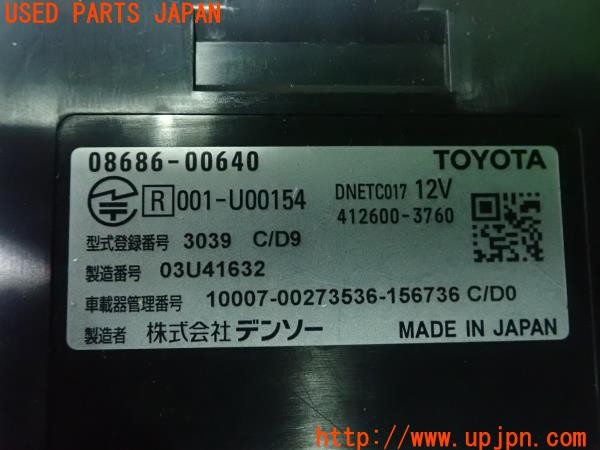 USED PARTS JAPAN
08686-00640 TOYOTA
R 001-U00154 DNETC017 12V
412600-3760
型式登録番号 3039 C/D9
製造番号 03U41632
車載器管理番号 10007-00273536-156736 C/D0
製造者 株式会社デンソー MADE IN JAPAN
http://www.upjpn.com/